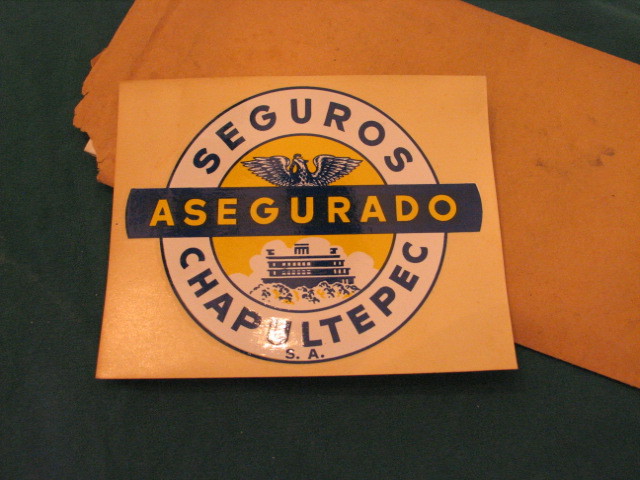 SEGUROS
ASEGURADO
CHAPULTEPEC
S. A.